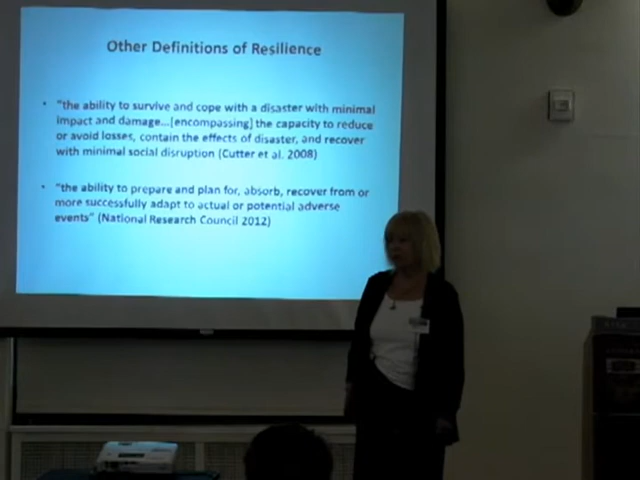 Other Definitions of Resilience
• "the ability to survive and cope with a disaster with minimal
impact and damage...[encompassing] the capacity to reduce
or avoid losses, contain the effects of disaster, and recover
with minimal social disruption (Cutter et al. 2008)
• "the ability to prepare and plan for, absorb, recover from or
more successfully adapt to actual or potential adverse
events" (National Research Council 2012)